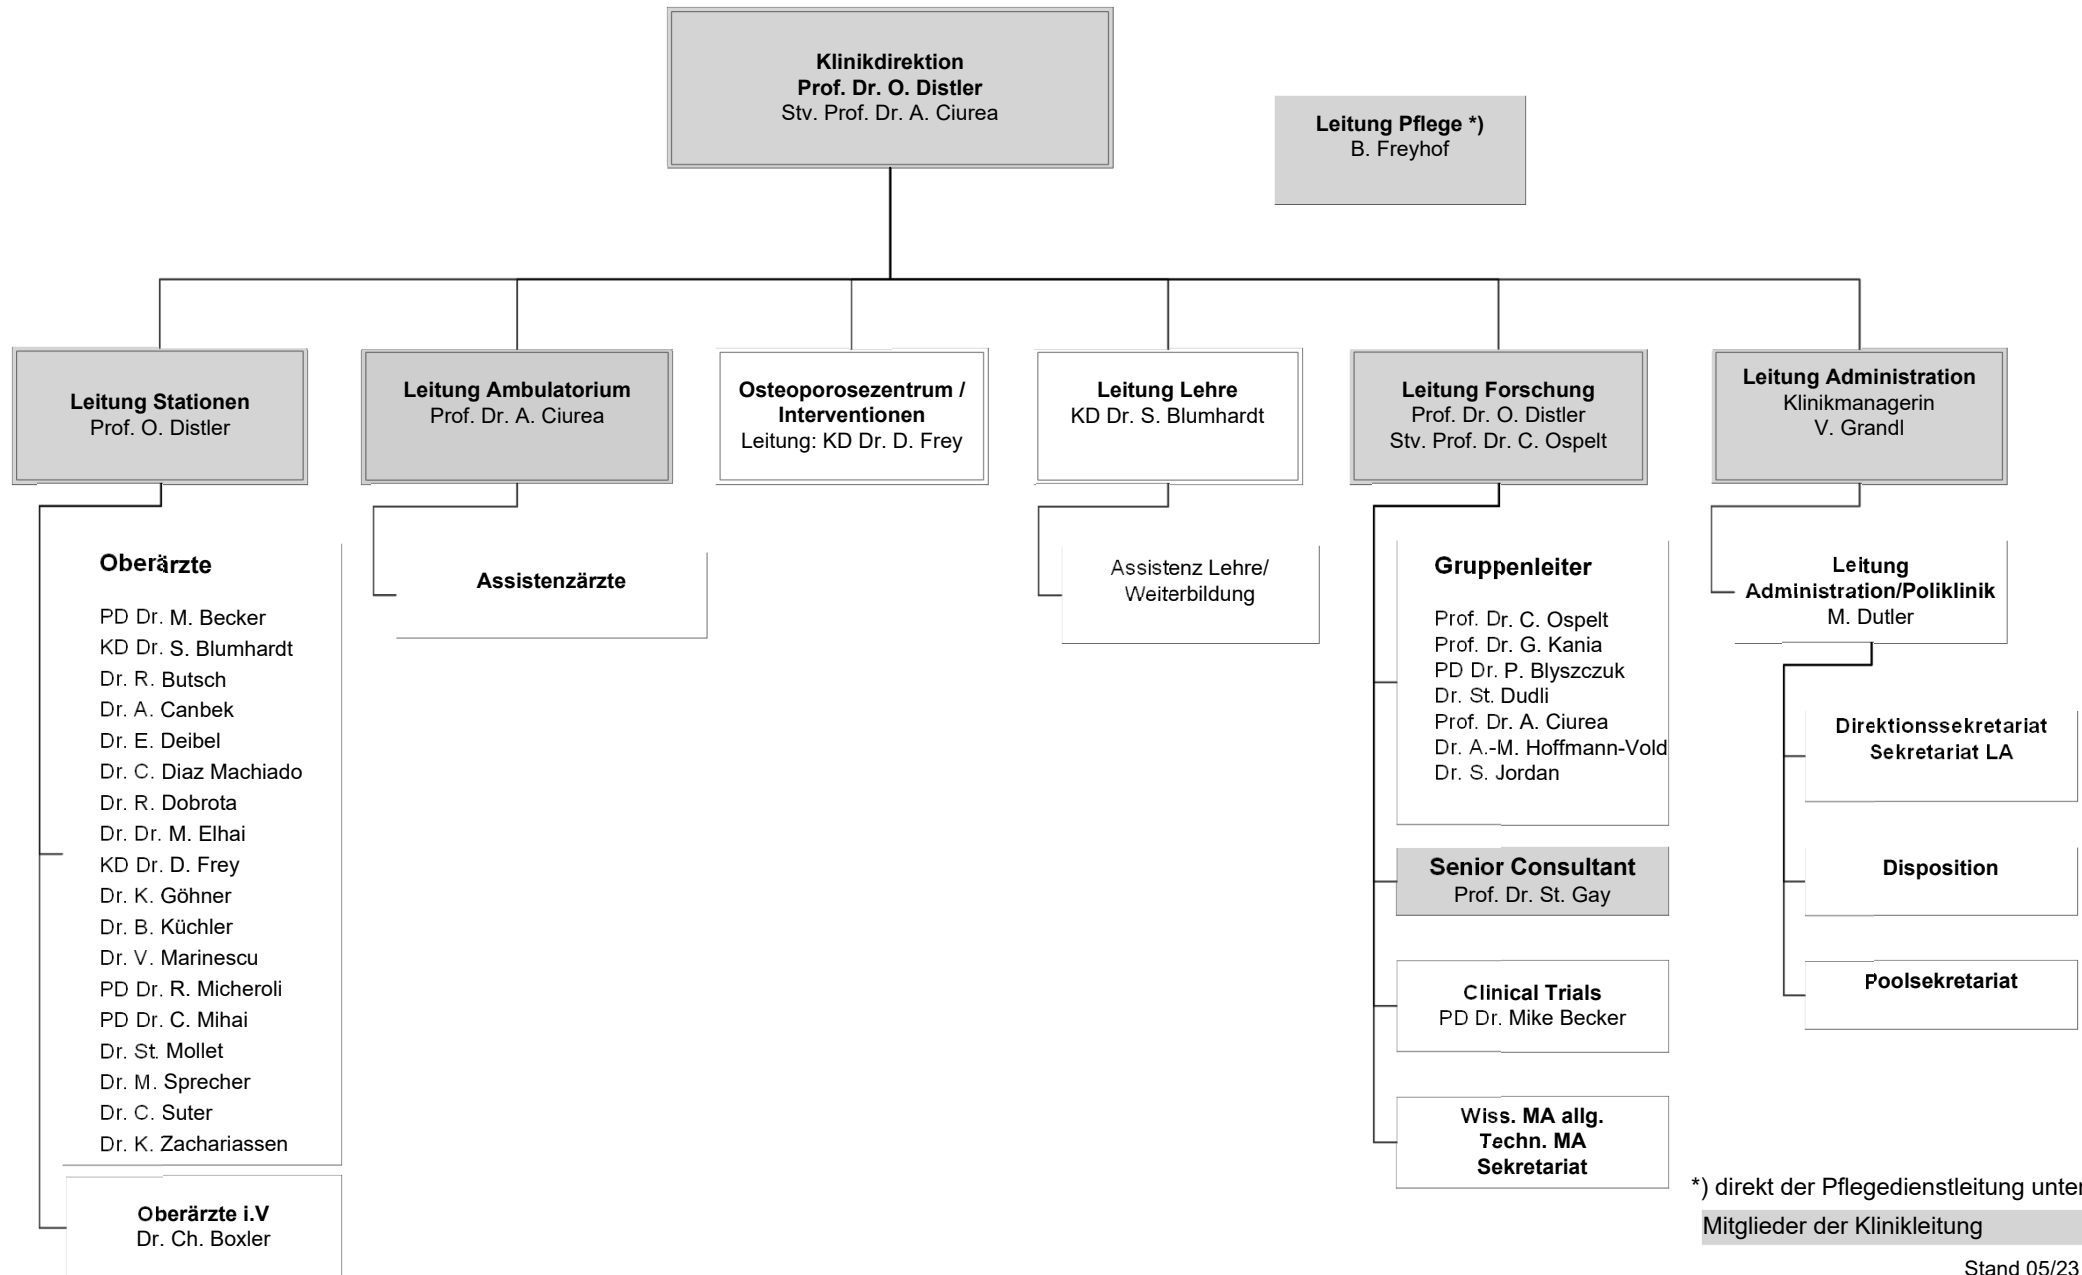 Klinikdirektion
Prof. Dr. O. Distler
Stv. Prof. Dr. A. Ciurea
Leitung Pflege *)
B. Freyhof
Leitung Stationen
Prof. O. Distler
Leitung Ambulatorium
Prof. Dr. A. Ciurea
Osteoporosezentrum /
Interventionen
Leitung: KD Dr. D. Frey
Leitung Lehre
KD Dr. S. Blumhardt
Leitung Forschung
Prof. Dr. O. Distler
Stv. Prof. Dr. C. Ospelt
Leitung Administration
Klinikmanagerin
V. Grandl
Oberärzte
PD Dr. M. Becker
KD Dr. S. Blumhardt
Dr. R. Butsch
Dr. A. Canbek
Dr. E. Deibel
Dr. C. Diaz Machiado
Dr. R. Dobrota
Dr. Dr. M. Elhai
KD Dr. D. Frey
Dr. K. Göhner
Dr. B. Küchler
Dr. V. Marinescu
PD Dr. R. Micheroli
PD Dr. C. Mihai
Dr. St. Mollet
Dr. M. Sprecher
Dr. C. Suter
Dr. K. Zachariassen
Oberärzte i.V
Dr. Ch. Boxler
Assistenzärzte
Assistenz Lehre/
Weiterbildung
Gruppenleiter
Prof. Dr. C. Ospelt
Prof. Dr. G. Kania
PD Dr. P. Blyszczuk
Dr. St. Dudli
Prof. Dr. A. Ciurea
Dr. A.-M. Hoffmann-Vold
Dr. S. Jordan
Senior Consultant
Prof. Dr. St. Gay
Clinical Trials
PD Dr. Mike Becker
Wiss. MA allg.
Techn. MA
Sekretariat
Leitung
Administration/Poliklinik
M. Dutler
Direktionssekretariat
Sekretariat LA
Disposition
Poolsekretariat
*) direkt der Pflegedienstleitung unter
Mitglieder der Klinikleitung
Stand 05/23